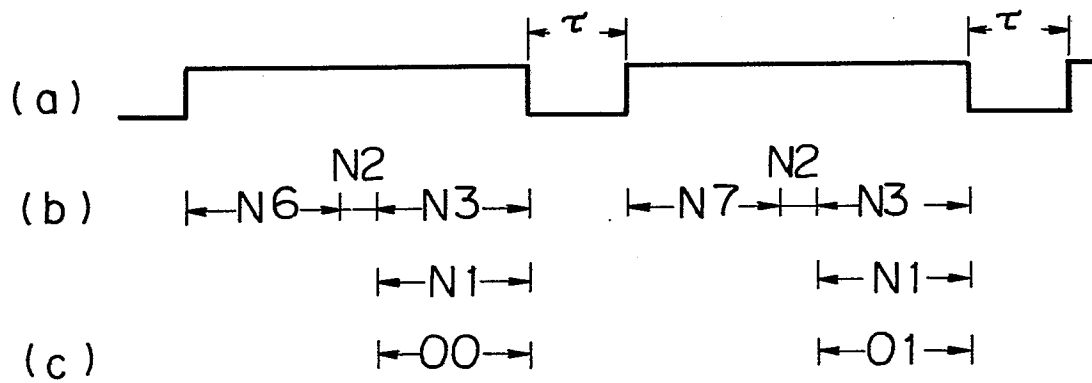 τ τ
(a)
N2 N2
(b) N6 N3 N7 N3
N1 N1
(c) 00 01